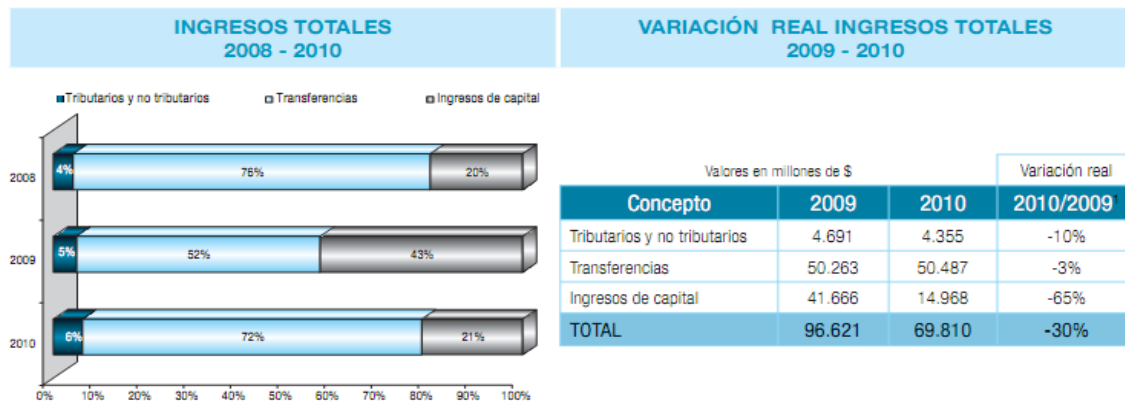 INGRESOS TOTALES
2008 - 2010
Tributarios y no tributarios Transferencias Ingresos de capital
2008 4% 76% 20%
2009 5% 52% 43%
2010 6% 72% 21%
0% 10% 20% 30% 40% 50% 60% 70% 80% 90% 100%
VARIACIÓN REAL INGRESOS TOTALES
2009 - 2010
Valores en millones de $ Variación real
Concepto 2009 2010 2010/2009¹
Tributarios y no tributarios 4.691 4.355 -10%
Transferencias 50.263 50.487 -3%
Ingresos de capital 41.666 14.968 -65%
TOTAL 96.621 69.810 -30%